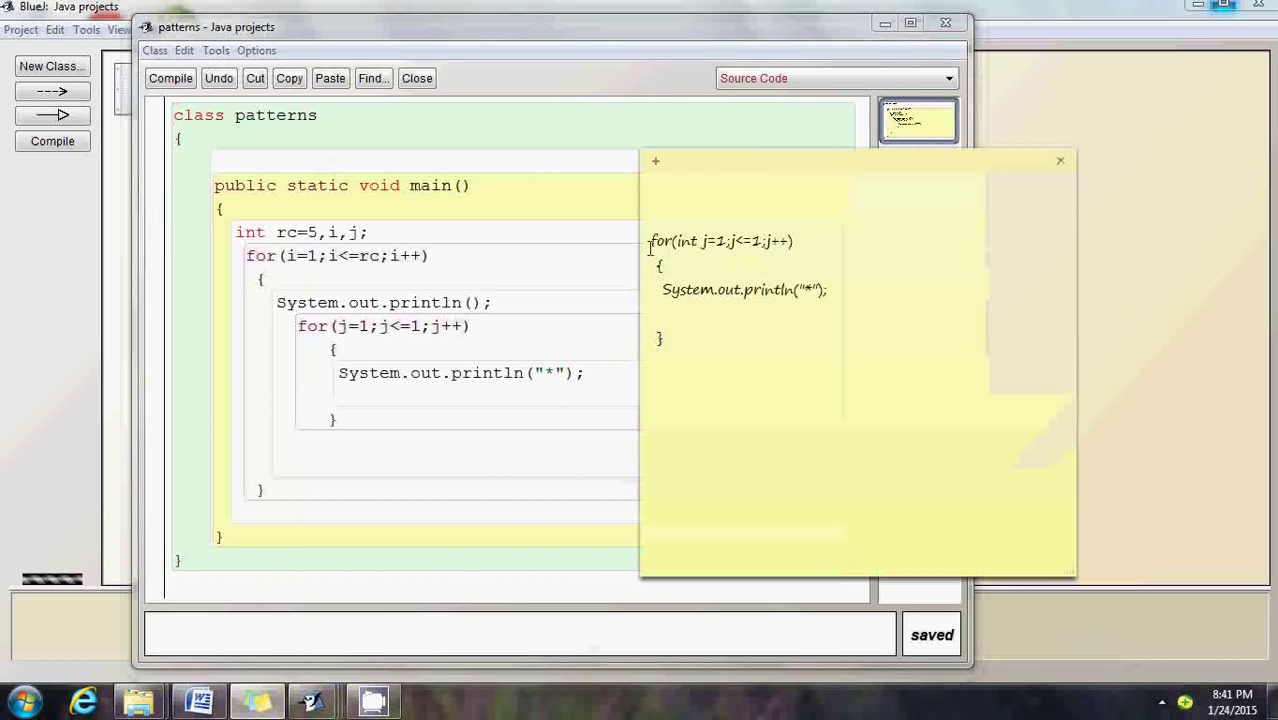 BlueJ: Java projects
Project Edit Tools View
New Class...
Compile
patterns - Java projects
Class Edit Tools Options
Compile Undo Cut Copy Paste Find... Close Source Code
class patterns
{
public static void main()
{
int rc=5,i,j;
for(i=1;i<=rc;i++)
{
System.out.println();
for(j=1;j<=1;j++)
{
System.out.println("*");
}
}
}
}
saved
+
for(int j=1;j<=1;j++)
{
System.out.println("*");
}
8:41 PM
1/24/2015